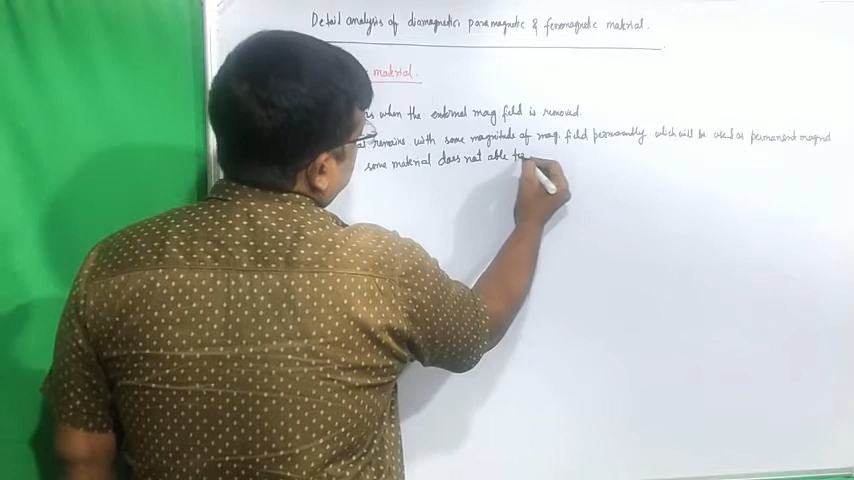 Detail analysis of diamagnetic, paramagnetic & ferromagnetic material.
material.
when the external mag. field is removed.
remains with some magnitude of mag. field permanently which will be used as permanent magnet
some material does not able to